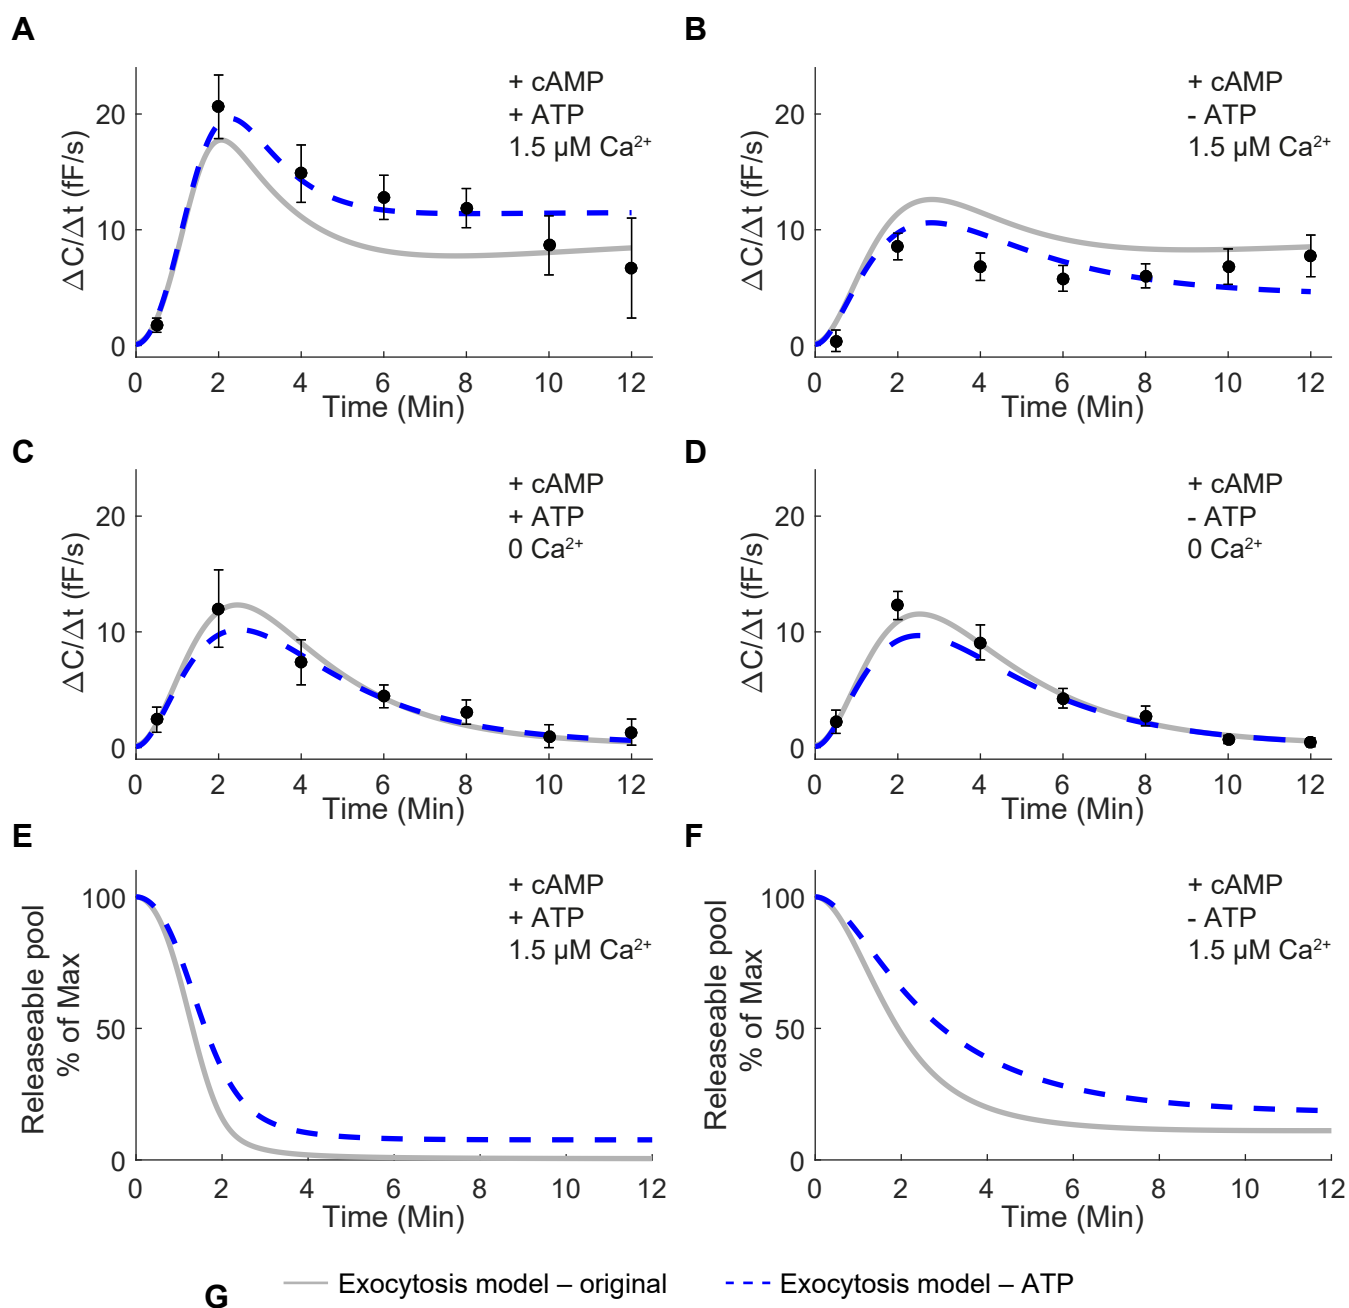 A
+ cAMP
+ ATP
1.5 µM Ca²⁺
ΔC/Δt (fF/s)
20
10
0
0 2 4 6 8 10 12
Time (Min)
B
+ cAMP
- ATP
1.5 µM Ca²⁺
ΔC/Δt (fF/s)
20
10
0
0 2 4 6 8 10 12
Time (Min)
C
+ cAMP
+ ATP
0 Ca²⁺
ΔC/Δt (fF/s)
20
10
0
0 2 4 6 8 10 12
Time (Min)
D
+ cAMP
- ATP
0 Ca²⁺
ΔC/Δt (fF/s)
20
10
0
0 2 4 6 8 10 12
Time (Min)
E
+ cAMP
+ ATP
1.5 µM Ca²⁺
Releaseable pool
% of Max
100
50
0
0 2 4 6 8 10 12
Time (Min)
F
+ cAMP
- ATP
1.5 µM Ca²⁺
Releaseable pool
% of Max
100
50
0
0 2 4 6 8 10 12
Time (Min)
G
Exocytosis model – original
Exocytosis model – ATP